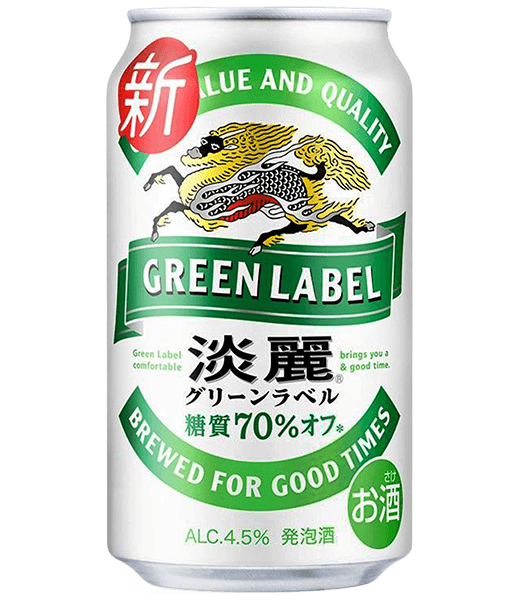 新
ALUE AND QUALITY
GREEN LABEL
淡麗®
Green Label
comfortable
brings you a
& good time.
グリーンラベル
糖質70%オフ*
BREWED FOR GOOD TIMES
さけ
お酒
ALC.4.5% 発泡酒